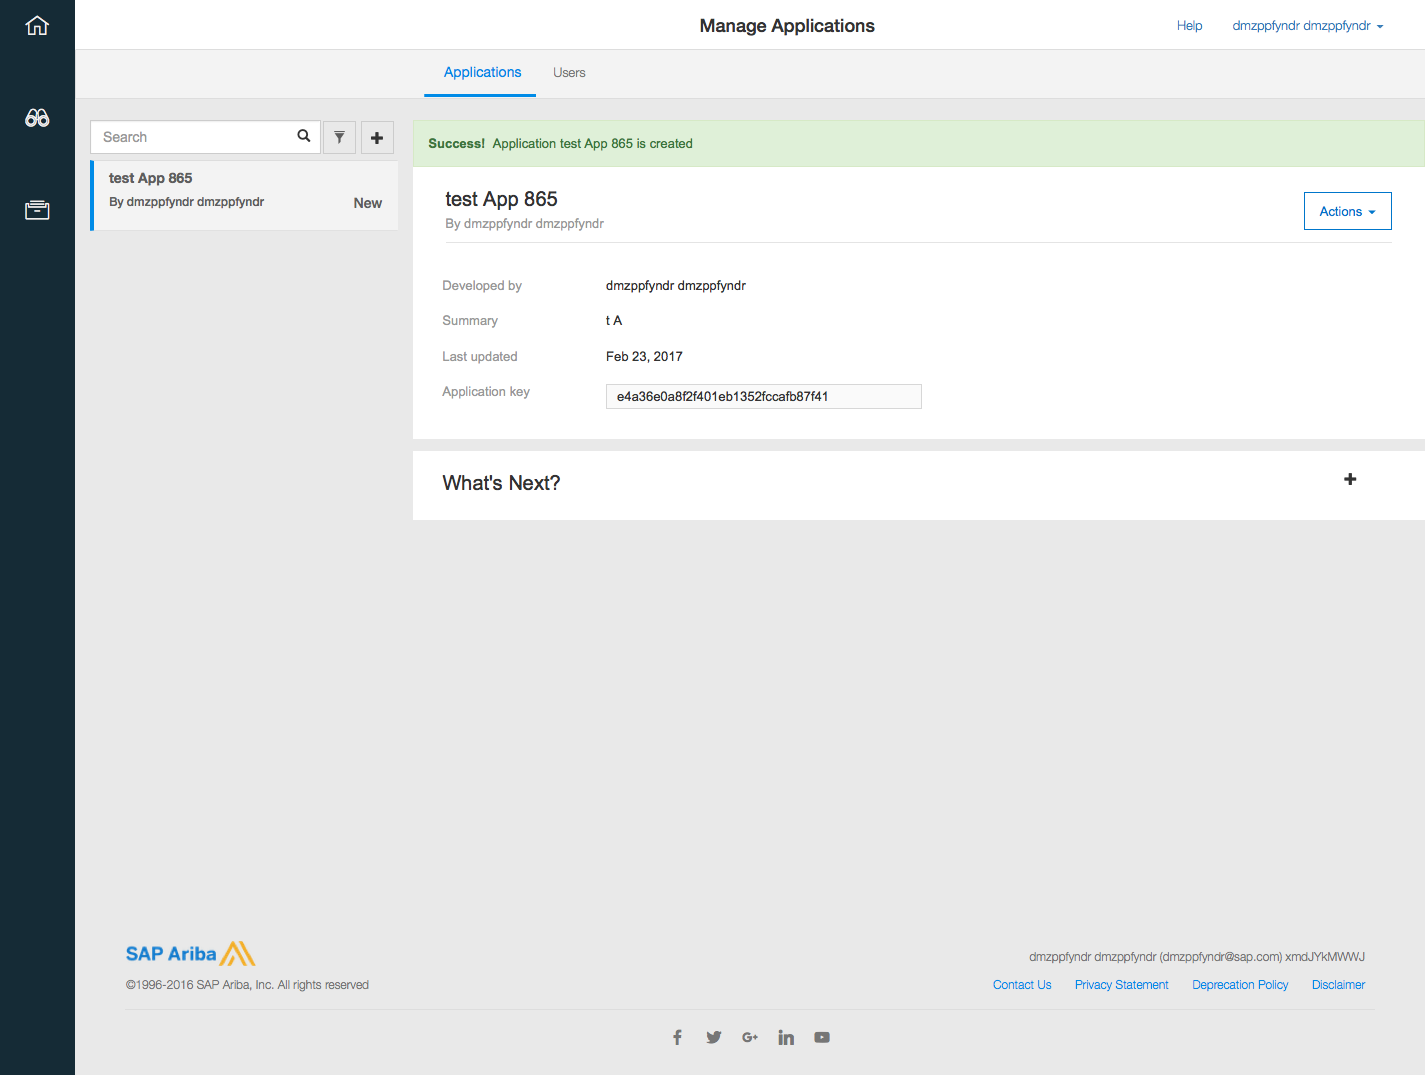 Manage Applications
Help
dmzppfyndr dmzppfyndr
Applications
Users
Search
test App 865
By dmzppfyndr dmzppfyndr
New
Success! Application test App 865 is created
test App 865
By dmzppfyndr dmzppfyndr
Actions
Developed by
dmzppfyndr dmzppfyndr
Summary
t A
Last updated
Feb 23, 2017
Application key
e4a36e0a8f2f401eb1352fccafb87f41
What's Next?
SAP Ariba
©1996-2016 SAP Ariba, Inc. All rights reserved
dmzppfyndr dmzppfyndr (dmzppfyndr@sap.com) xmdJYkMWWJ
Contact Us
Privacy Statement
Deprecation Policy
Disclaimer